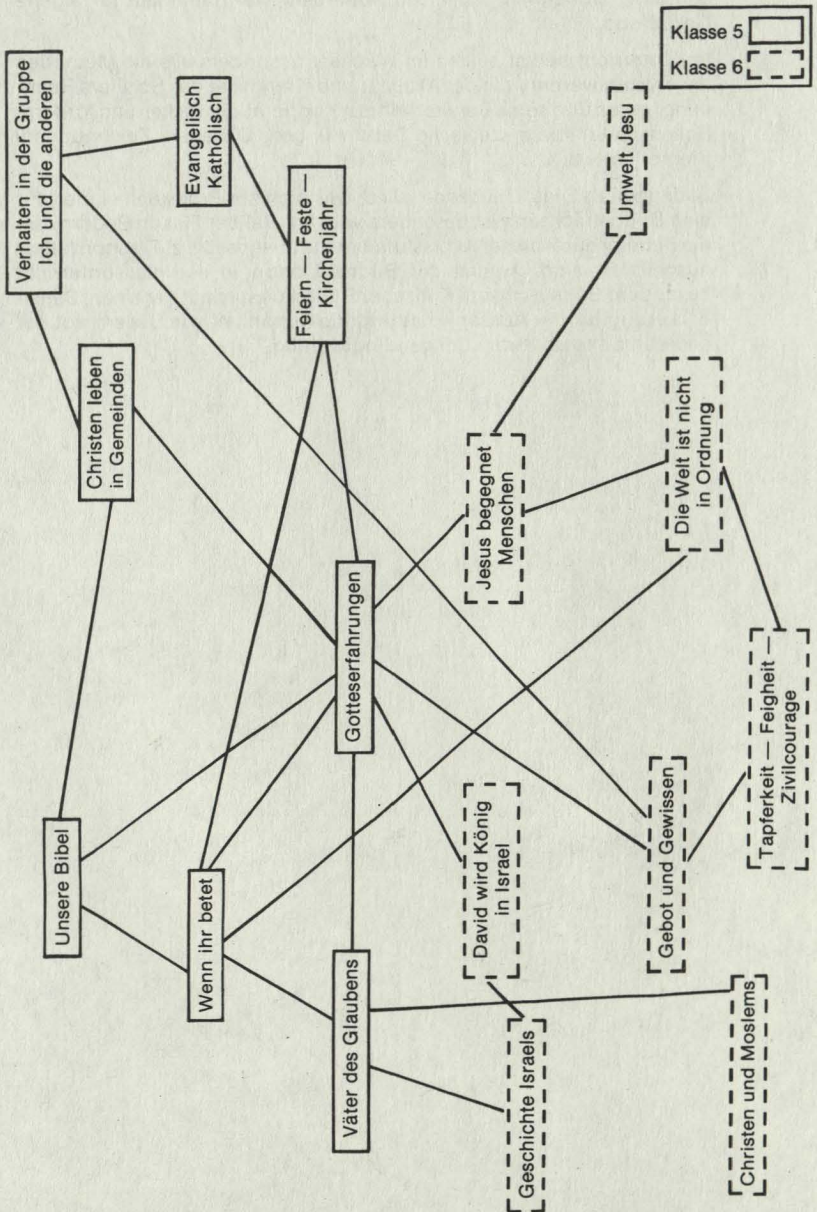 Verhalten in der Gruppe
Ich und die anderen
Unsere Bibel
Christen leben
in Gemeinden
Evangelisch
Katholisch
Wenn ihr betet
Feiern — Feste —
Kirchenjahr
Väter des Glaubens
Gotteserfahrungen
David wird König
in Israel
Jesus begegnet
Menschen
Geschichte Israels
Umwelt Jesu
Gebot und Gewissen
Die Welt ist nicht
in Ordnung
Christen und Moslems
Tapferkeit — Feigheit —
Zivilcourage
Klasse 5
Klasse 6